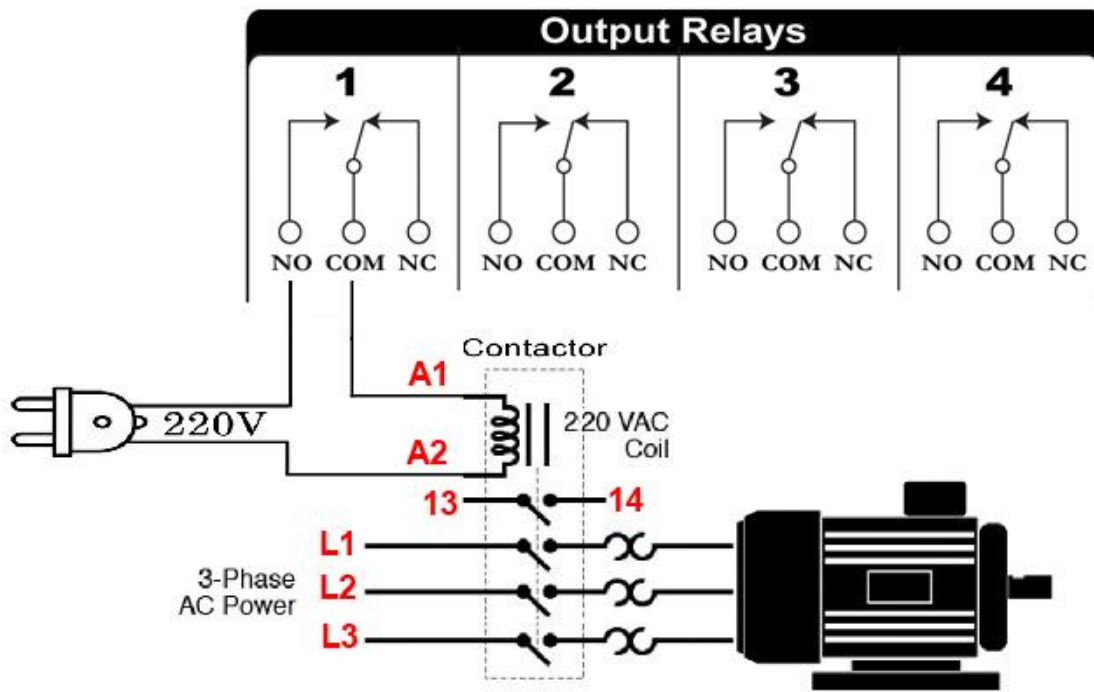 Output Relays
1 2 3 4
NO COM NC NO COM NC NO COM NC NO COM NC
Contactor
A1
220V
220 VAC
Coil
A2
13 14
L1
3-Phase
AC Power
L2
L3